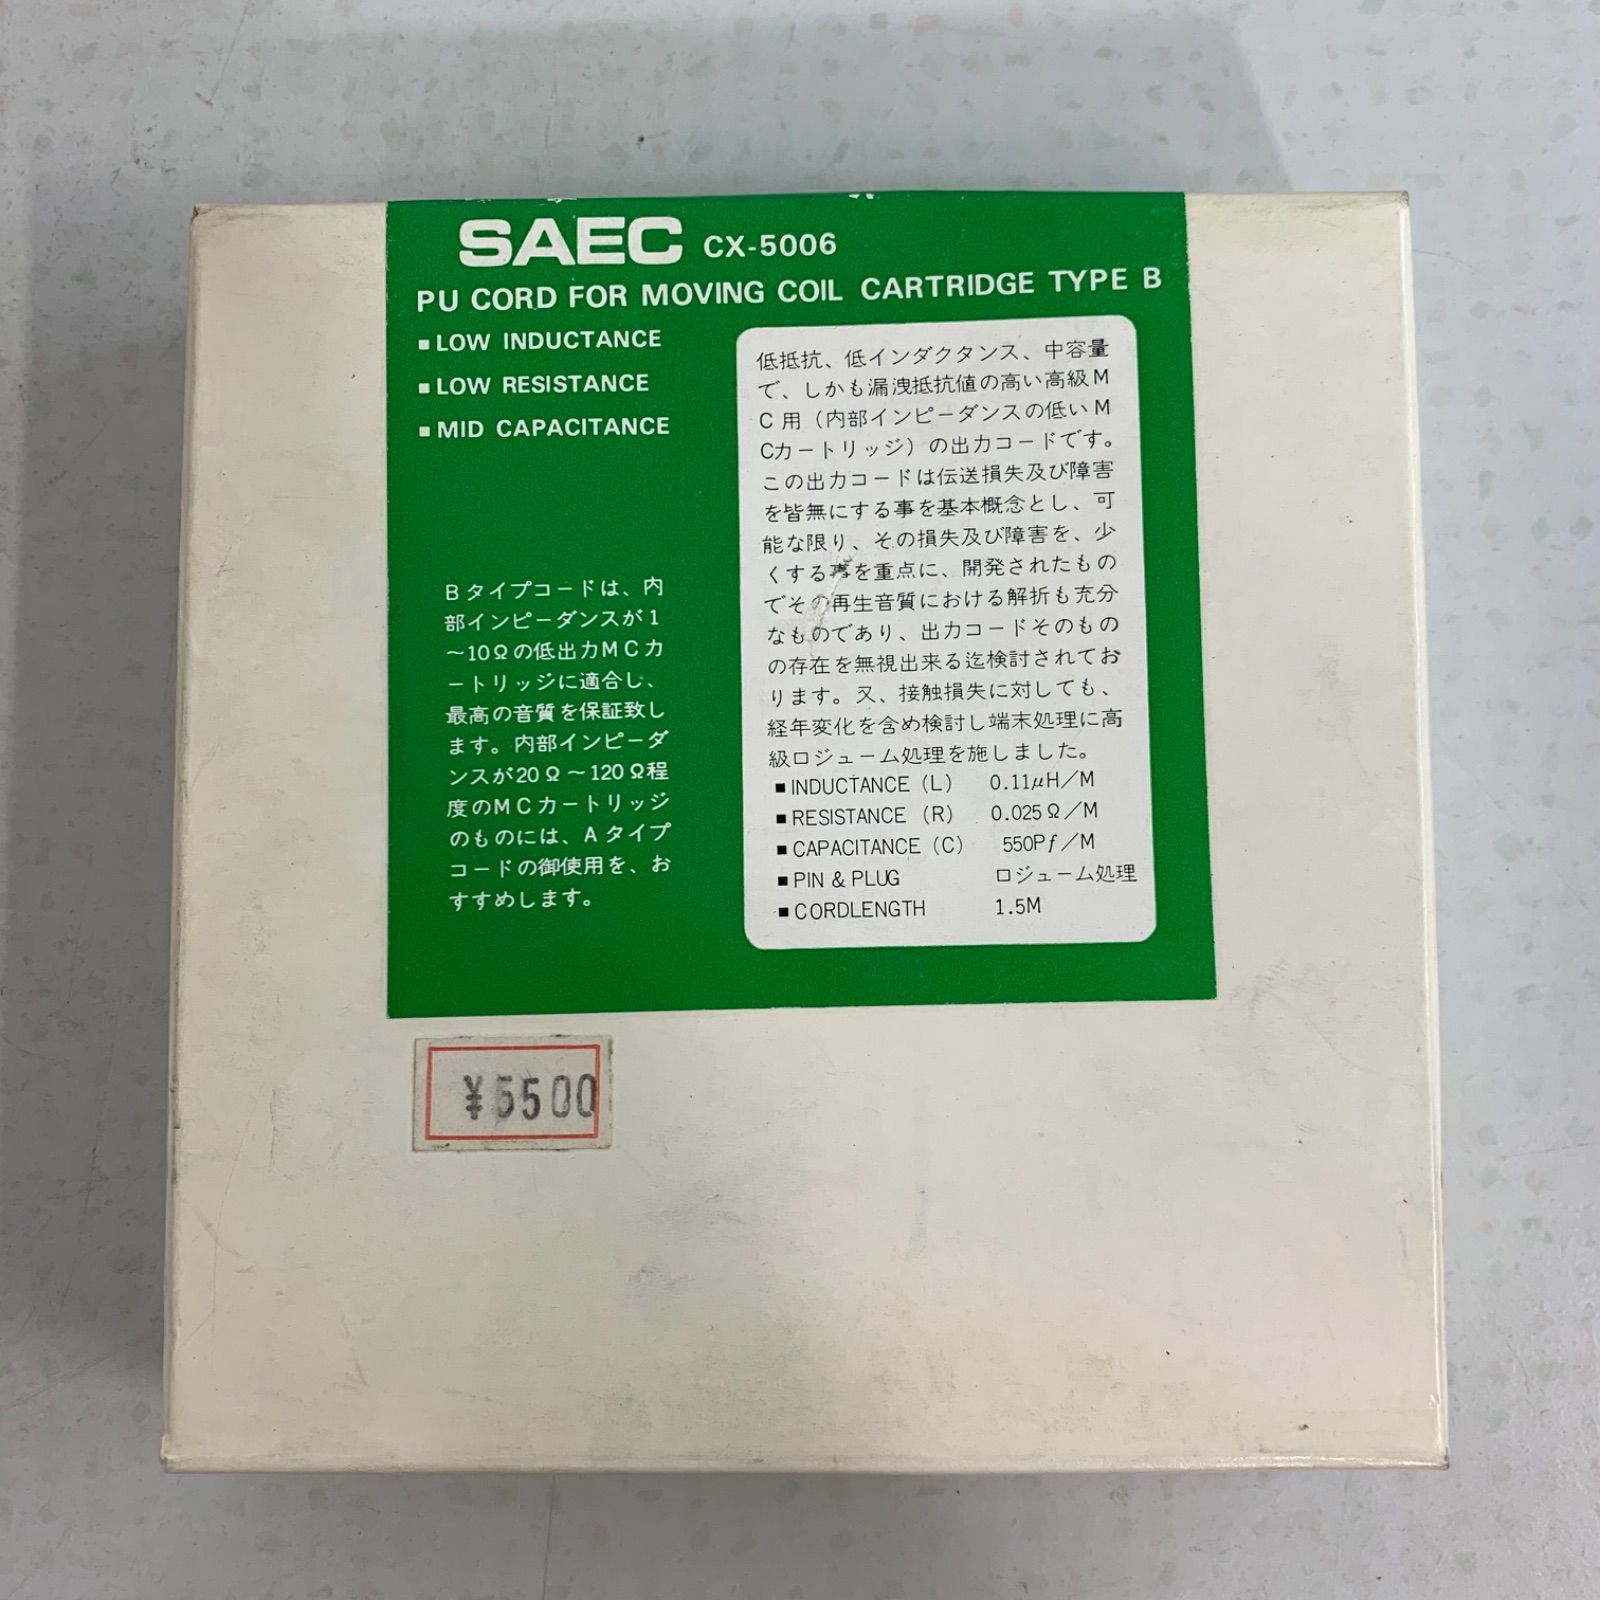 SAEC CX-5006
PU CORD FOR MOVING COIL CARTRIDGE TYPE B
■LOW INDUCTANCE
■LOW RESISTANCE
■MID CAPACITANCE
Bタイプコードは、内
部インピーダンスが1
～10Ωの低出力MCカ
ートリッジに適合し、
最高の音質を保証致し
ます。内部インピーダ
ンスが20Ω～120Ω程
度のMCカートリッジ
のものには、Aタイプ
コードの御使用を、お
すすめします。
低抵抗、低インダクタンス、中容量
で、しかも漏洩抵抗値の高い高級M
C用（内部インピーダンスの低いM
Cカートリッジ）の出力コードです。
この出力コードは伝送損失及び障害
を皆無にする事を基本概念とし、可
能な限り、その損失及び障害を、少
くする事を重点に、開発されたもの
でその再生音質における解折も充分
なものであり、出力コードそのもの
の存在を無視出来る迄検討されてお
ります。又、接触損失に対しても、
経年変化を含め検討し端末処理に高
級ロジューム処理を施しました。
■INDUCTANCE（L） 0.11μH／M
■RESISTANCE（R） 0.025Ω／M
■CAPACITANCE（C） 550Pf／M
■PIN & PLUG ロジューム処理
■CORDLENGTH 1.5M
¥5500